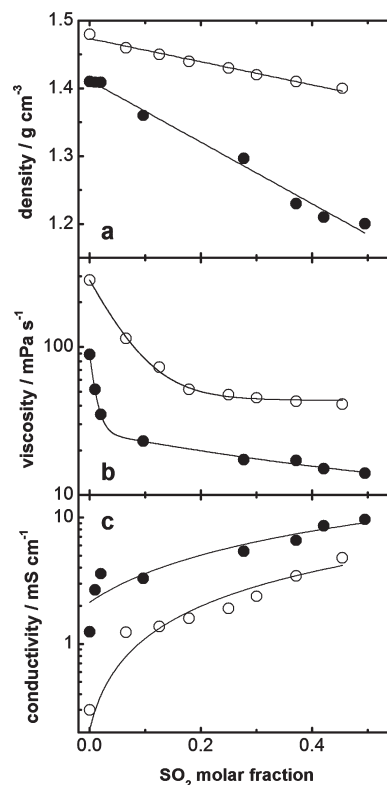 1.5
1.4
1.3
1.2
density / g cm⁻³
a
100
10
viscosity / mPa s⁻¹
b
10
1
conductivity / mS cm⁻¹
c
0.0 0.2 0.4
SO₂ molar fraction